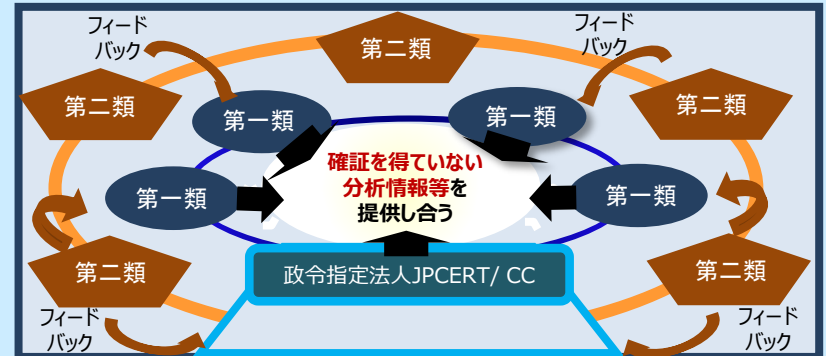 フィード
バック
第二類
フィード
バック
第二類
第二類
第一類
第一類
確証を得ていない
分析情報等を
提供し合う
第一類
第一類
第二類
政令指定法人JPCERT/ CC
第二類
フィード
バック
フィード
バック